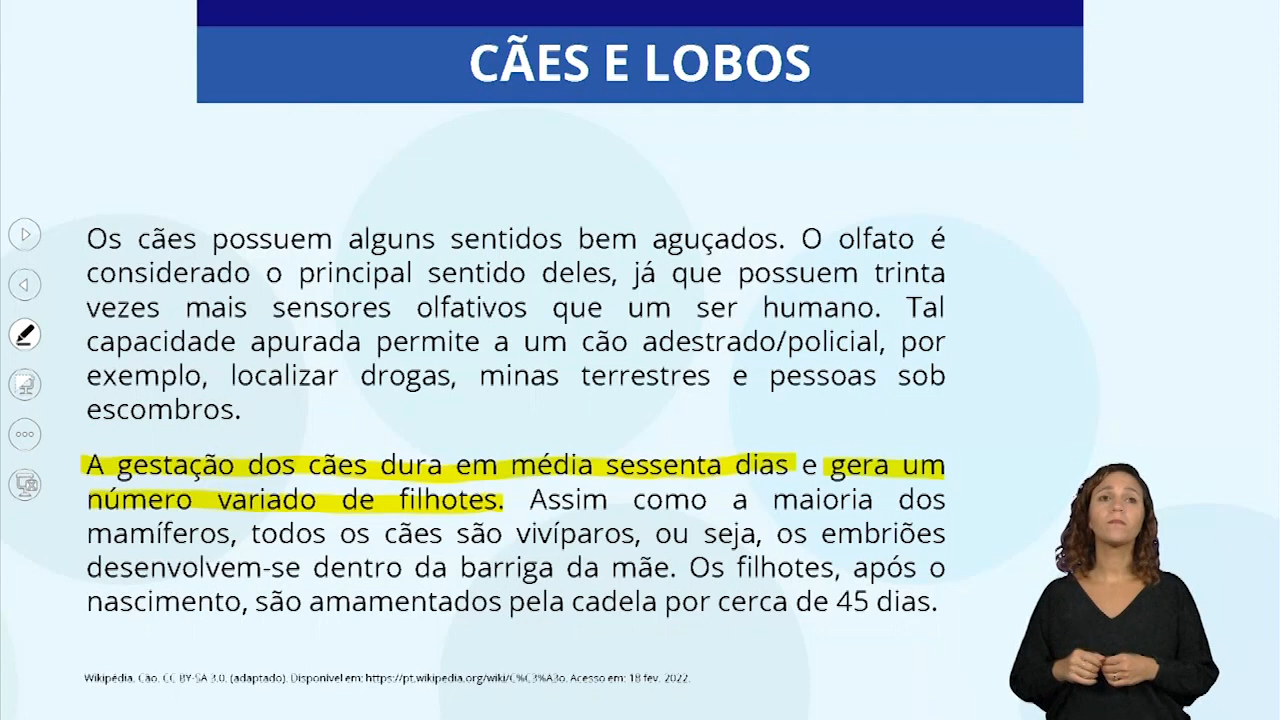 CÃES E LOBOS
Os cães possuem alguns sentidos bem aguçados. O olfato é
considerado o principal sentido deles, já que possuem trinta
vezes mais sensores olfativos que um ser humano. Tal
capacidade apurada permite a um cão adestrado/policial, por
exemplo, localizar drogas, minas terrestres e pessoas sob
escombros.
A gestação dos cães dura em média sessenta dias e gera um
número variado de filhotes. Assim como a maioria dos
mamíferos, todos os cães são vivíparos, ou seja, os embriões
desenvolvem-se dentro da barriga da mãe. Os filhotes, após o
nascimento, são amamentados pela cadela por cerca de 45 dias.
Wikipédia. Cão. CC BY-SA 3.0. (adaptado). Disponível em: https://pt.wikipedia.org/wiki/C%C3%A3o. Acesso em: 18 fev. 2022.